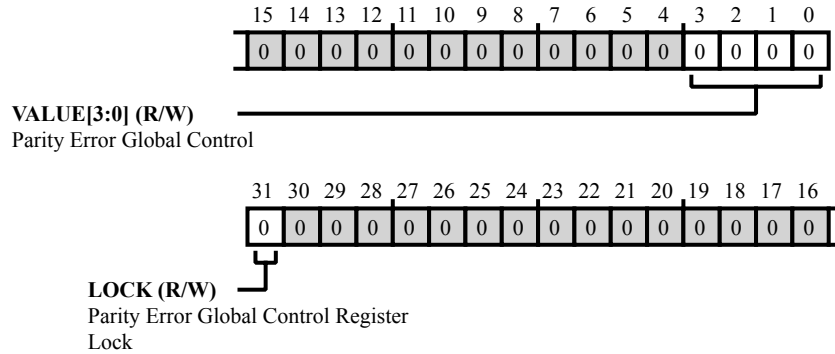 15 14 13 12 11 10 9 8 7 6 5 4 3 2 1 0
0 0 0 0 0 0 0 0 0 0 0 0 0 0 0 0
VALUE[3:0] (R/W)
Parity Error Global Control
31 30 29 28 27 26 25 24 23 22 21 20 19 18 17 16
0 0 0 0 0 0 0 0 0 0 0 0 0 0 0 0
LOCK (R/W)
Parity Error Global Control Register
Lock